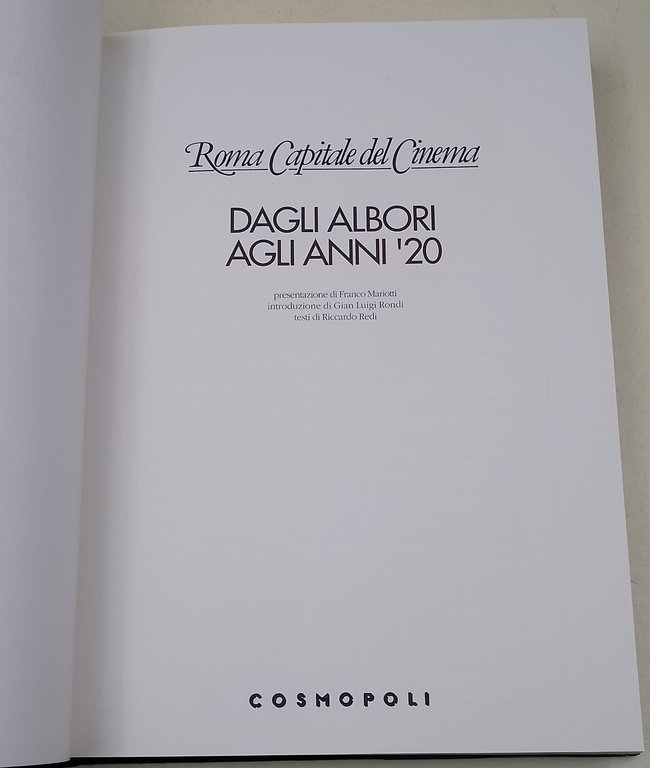 Roma Capitale del Cinema
DAGLI ALBORI
AGLI ANNI '20
presentazione di Franco Mariotti
introduzione di Gian Luigi Rondi
testi di Riccardo Redi
COSMOPOLI